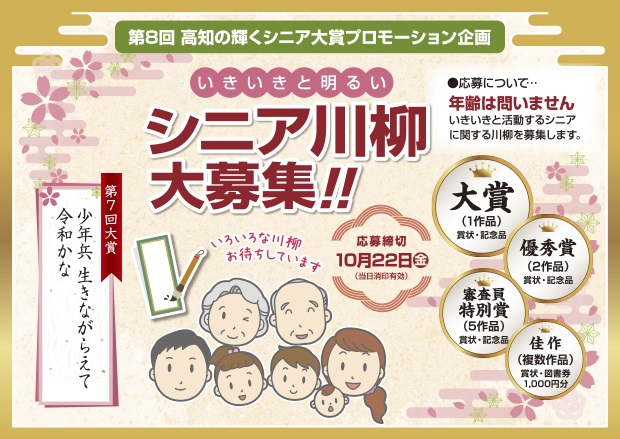 第8回 高知の輝くシニア大賞プロモーション企画
いきいきと明るい
シニア川柳
大募集!!
●応募について…
年齢は問いません
いきいきと活動するシニア
に関する川柳を募集します。
第7回大賞
少年兵 生きながらえて
令和かな
いろいろな川柳
お待ちしています
応募締切
10月22日㊎
(当日消印有効)
大賞
(1作品)
賞状・記念品
優秀賞
(2作品)
賞状・記念品
審査員
特別賞
(5作品)
賞状・記念品
佳作
(複数作品)
賞状・図書券
1,000円分